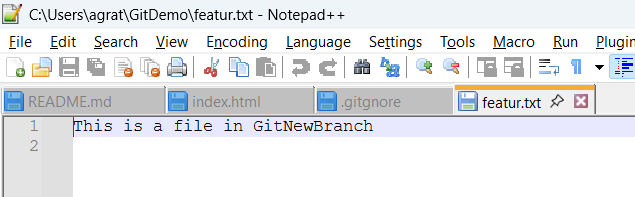 C:\Users\agrat\GitDemo\featur.txt - Notepad++
File Edit Search View Encoding Language Settings Tools Macro Run Plugin
README.md index.html .gitgnore featur.txt
1 This is a file in GitNewBranch
2